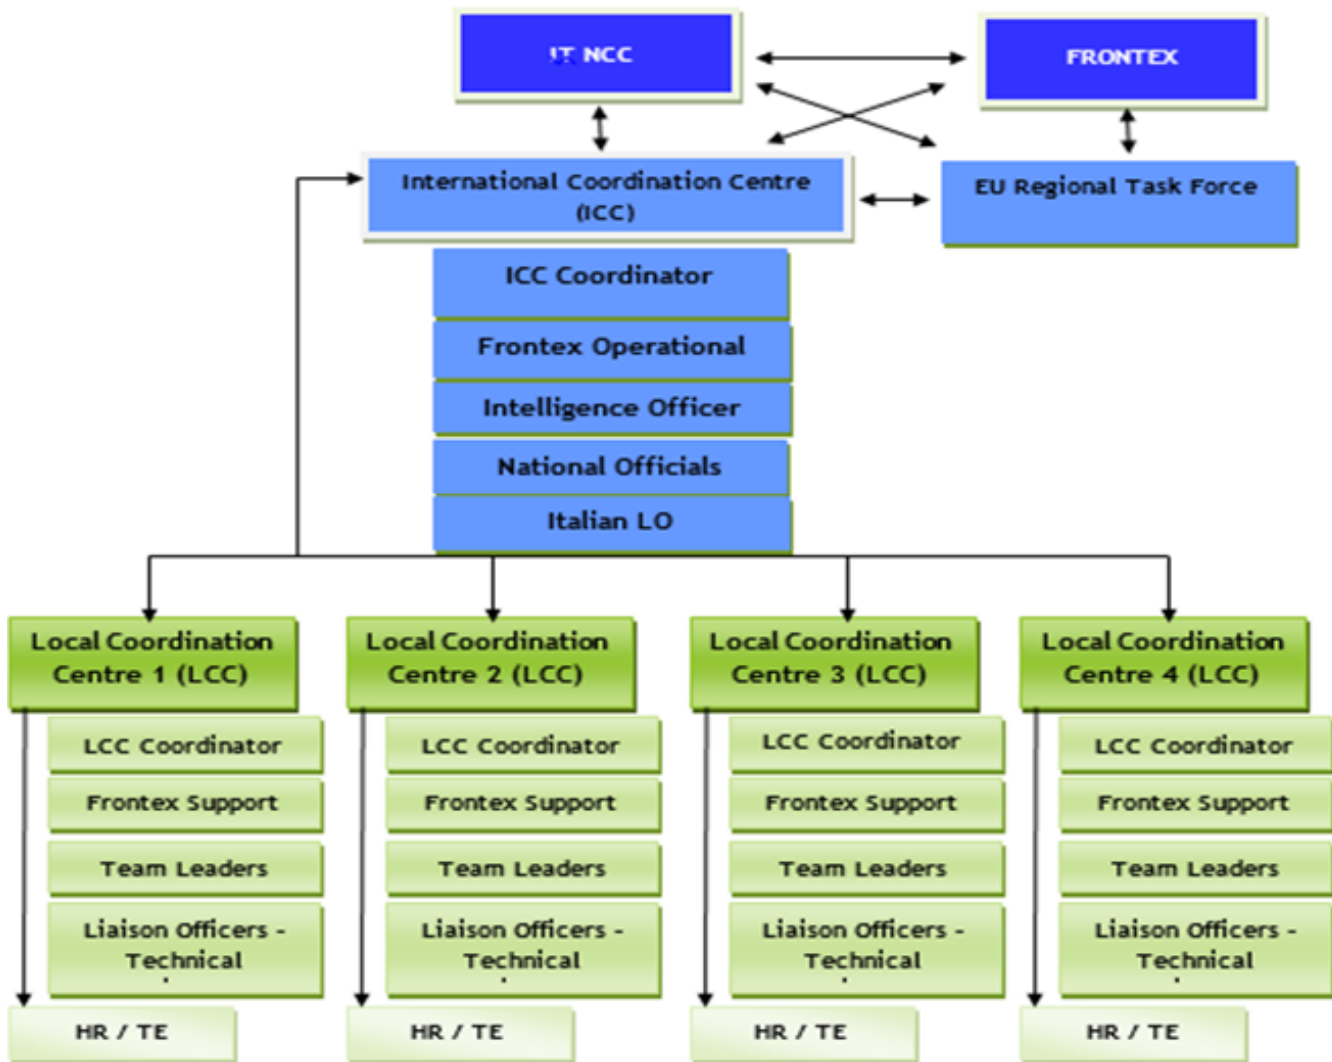 IT NCC
FRONTEX
International Coordination Centre
(ICC)
EU Regional Task Force
ICC Coordinator
Frontex Operational
Intelligence Officer
National Officials
Italian LO
Local Coordination
Centre 1 (LCC)
LCC Coordinator
Frontex Support
Team Leaders
Liaison Officers -
Technical
HR / TE
Local Coordination
Centre 2 (LCC)
LCC Coordinator
Frontex Support
Team Leaders
Liaison Officers -
Technical
HR / TE
Local Coordination
Centre 3 (LCC)
LCC Coordinator
Frontex Support
Team Leaders
Liaison Officers -
Technical
HR / TE
Local Coordination
Centre 4 (LCC)
LCC Coordinator
Frontex Support
Team Leaders
Liaison Officers -
Technical
HR / TE